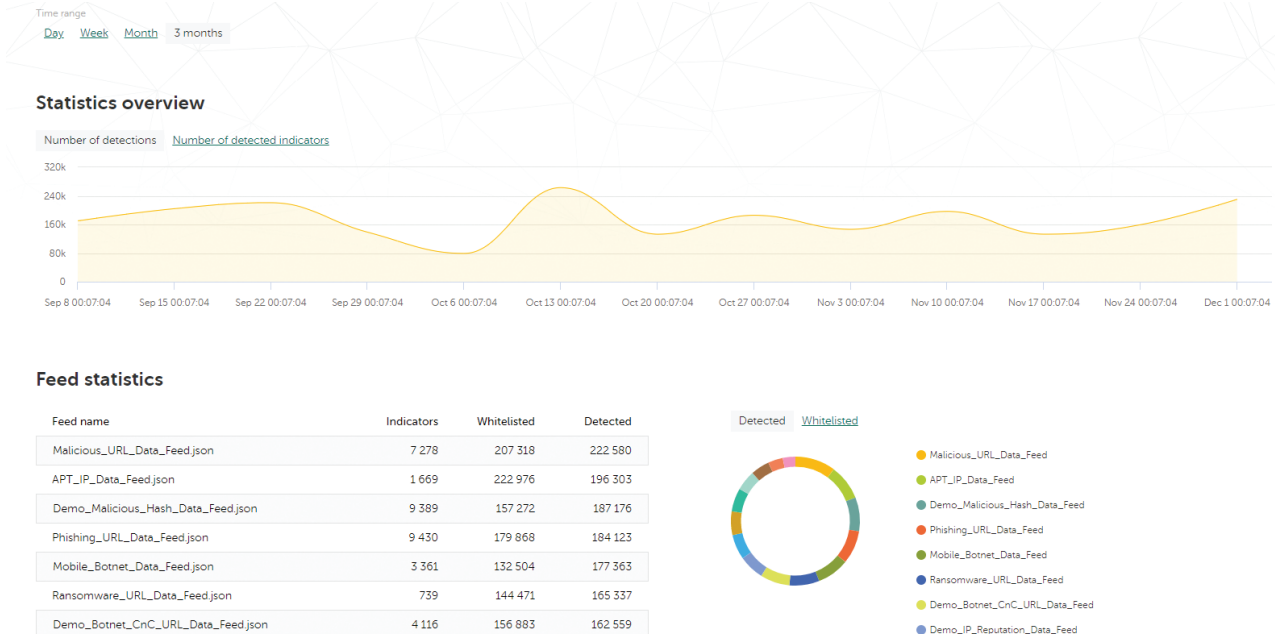 Time range
Day Week Month 3 months
Statistics overview
Number of detections Number of detected indicators
320k
240k
160k
80k
0
Sep 8 00:07:04 Sep 15 00:07:04 Sep 22 00:07:04 Sep 29 00:07:04 Oct 6 00:07:04 Oct 13 00:07:04 Oct 20 00:07:04 Oct 27 00:07:04 Nov 3 00:07:04 Nov 10 00:07:04 Nov 17 00:07:04 Nov 24 00:07:04 Dec 1 00:07:04
Feed statistics
Feed name Indicators Whitelisted Detected
Malicious_URL_Data_Feed.json 7 278 207 318 222 580
APT_IP_Data_Feed.json 1 669 222 976 196 303
Demo_Malicious_Hash_Data_Feed.json 9 389 157 272 187 176
Phishing_URL_Data_Feed.json 9 430 179 868 184 123
Mobile_Botnet_Data_Feed.json 3 361 132 504 177 363
Ransomware_URL_Data_Feed.json 739 144 471 165 337
Demo_Botnet_CnC_URL_Data_Feed.json 4 116 156 883 162 559
Detected Whitelisted
Malicious_URL_Data_Feed
APT_IP_Data_Feed
Demo_Malicious_Hash_Data_Feed
Phishing_URL_Data_Feed
Mobile_Botnet_Data_Feed
Ransomware_URL_Data_Feed
Demo_Botnet_CnC_URL_Data_Feed
Demo_IP_Reputation_Data_Feed